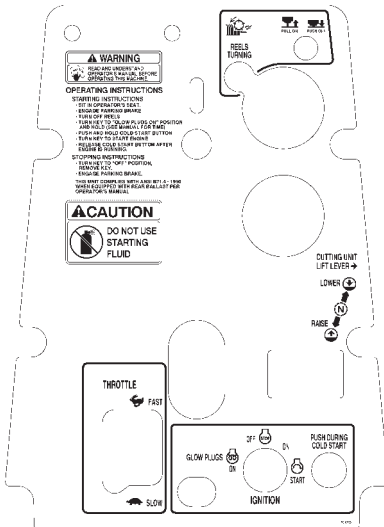 REELS
TURNING
PULL ON
PUSH OFF
WARNING
READ AND UNDERSTAND
OPERATOR'S MANUAL BEFORE
OPERATING THIS MACHINE.
OPERATING INSTRUCTIONS
STARTING INSTRUCTIONS
- SIT IN OPERATOR'S SEAT.
- ENGAGE PARKING BRAKE
- TURN OFF REELS
- TURN KEY TO "GLOW PLUGS ON" POSITION
AND HOLD (SEE MANUAL FOR TIME)
- PUSH AND HOLD COLD START BUTTON
- TURN KEY TO START ENGINE
- RELEASE COLD START BUTTON AFTER
ENGINE IS RUNNING.
STOPPING INSTRUCTIONS
- TURN KEY TO "OFF" POSITION,
REMOVE KEY.
- ENGAGE PARKING BRAKE.
THIS UNIT COMPLIES WITH ANSI B71.4 - 1990
WHEN EQUIPPED WITH REAR BALLAST PER
OPERATOR'S MANUAL
CAUTION
DO NOT USE
STARTING
FLUID
CUTTING UNIT
LIFT LEVER →
LOWER
N
RAISE
THROTTLE
FAST
SLOW
OFF
STOP
ON
GLOW PLUGS
ON
START
IGNITION
PUSH DURING
COLD START